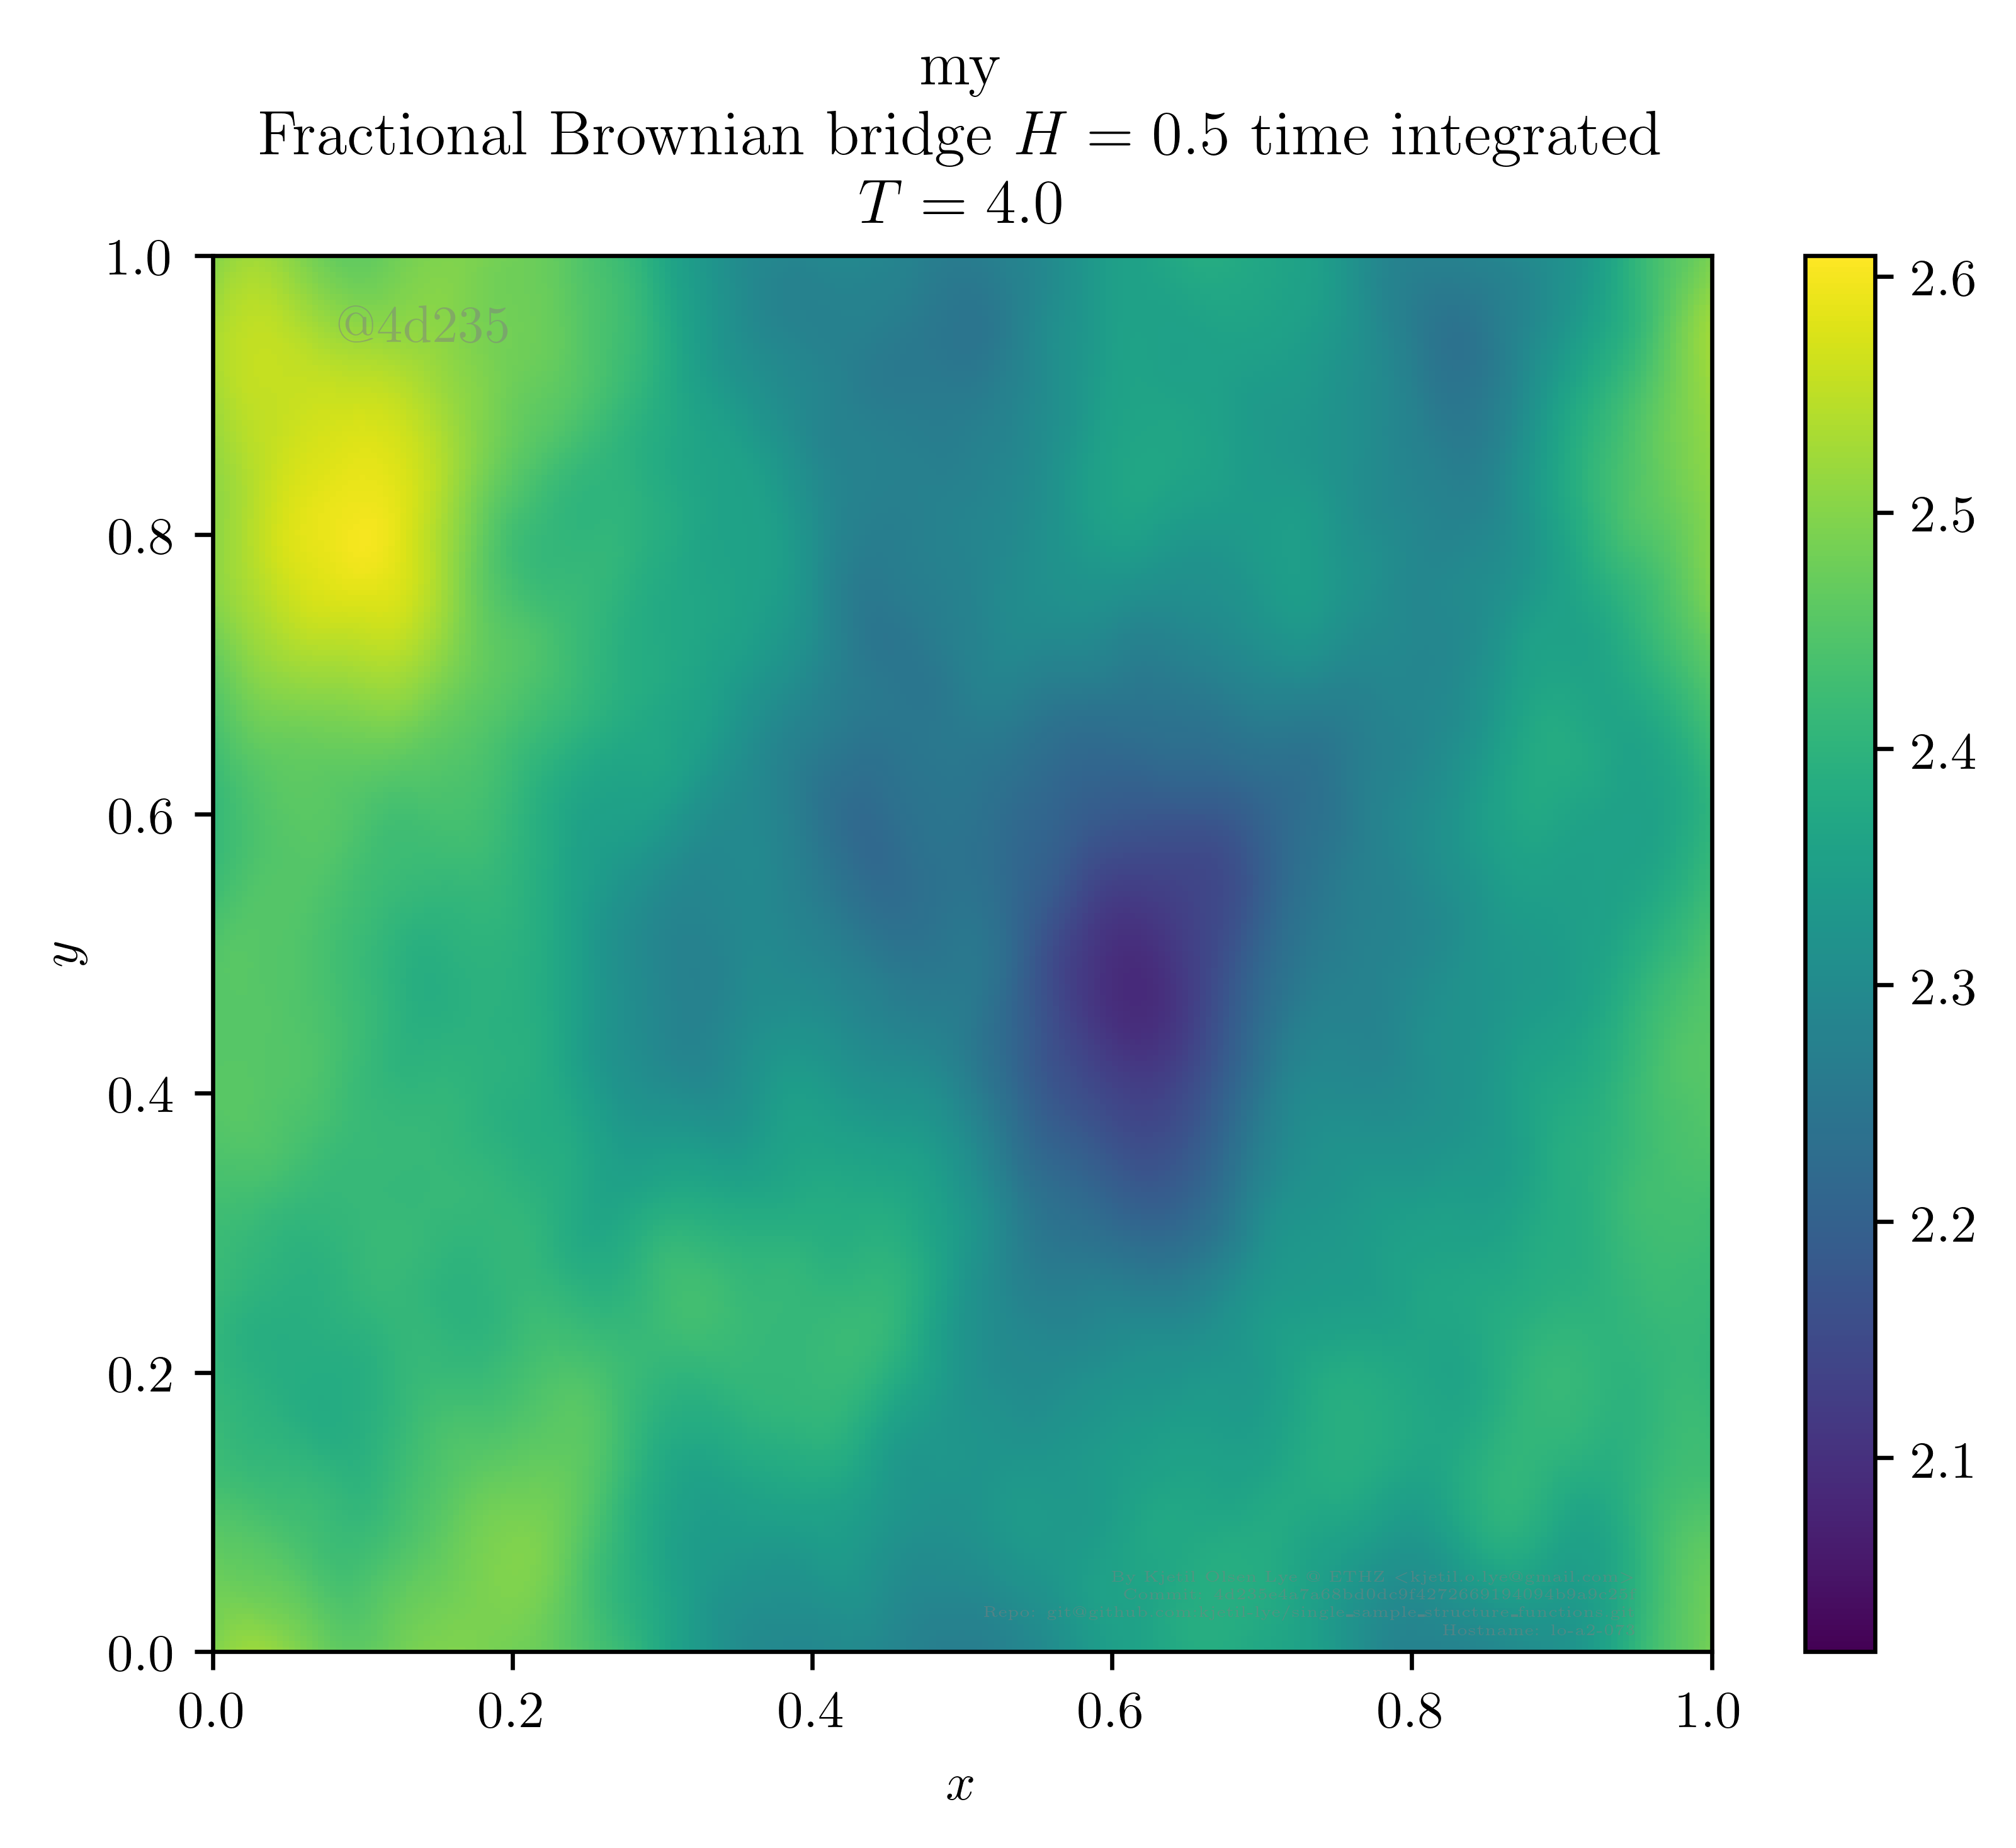 my
Fractional Brownian bridge H = 0.5 time integrated
T = 4.0
1.0
0.8
0.6
0.4
0.2
0.0
y
@4d235
Repo:
Hostname:
0.0 0.2 0.4 0.6 0.8 1.0
x
2.6
2.5
2.4
2.3
2.2
2.1